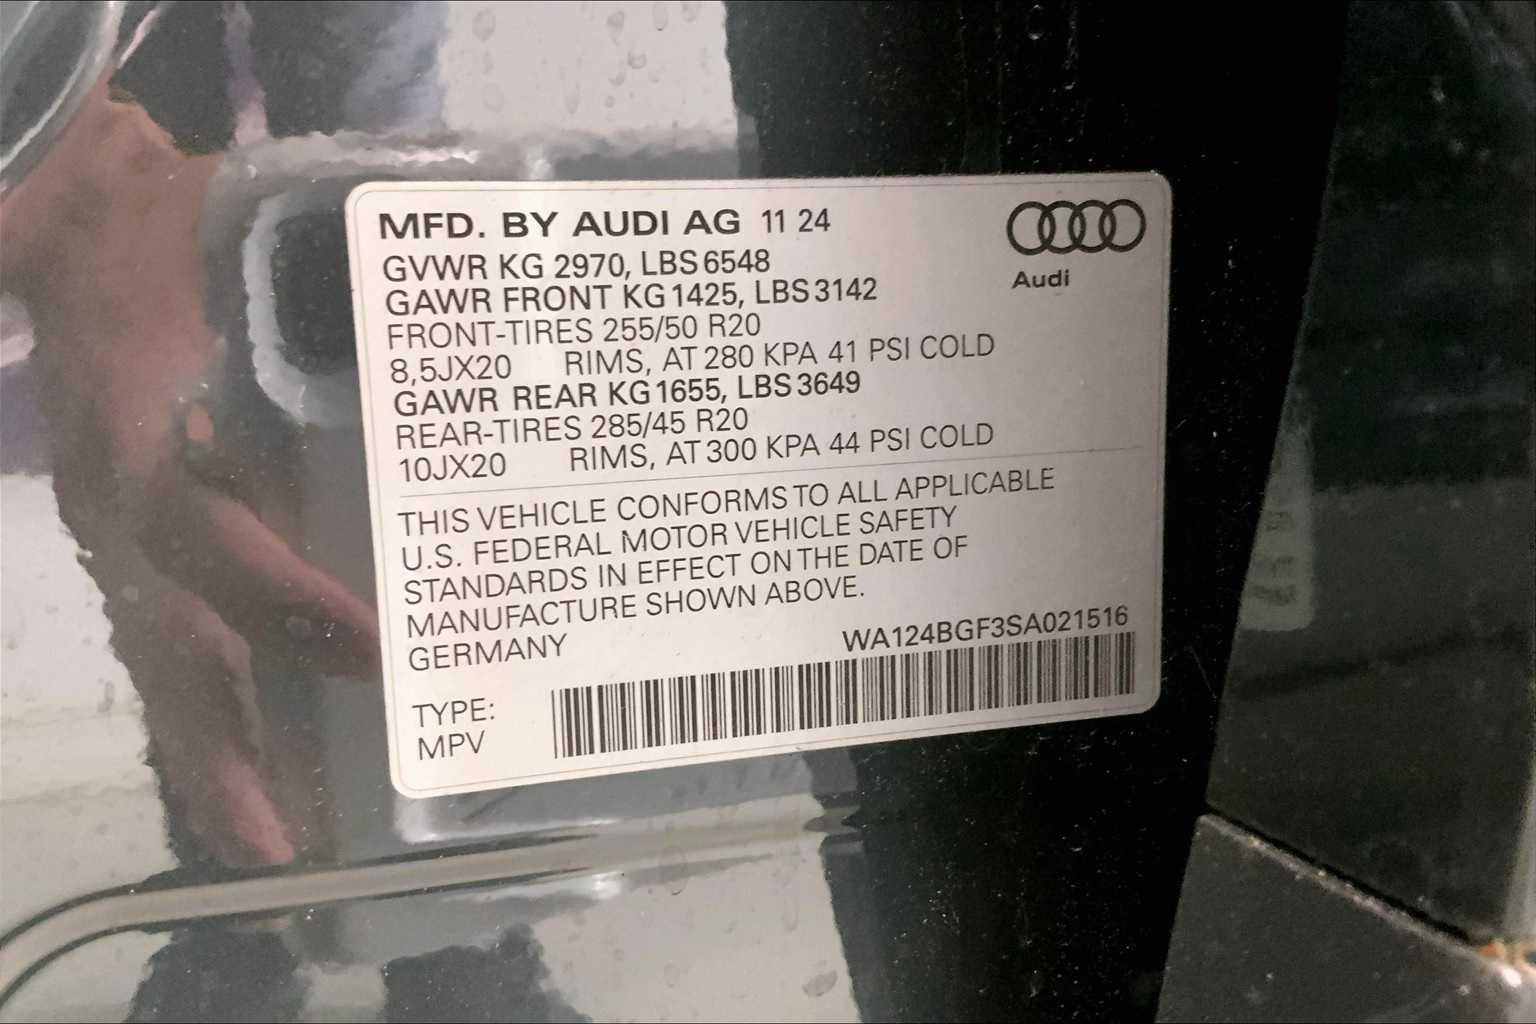 MFD. BY AUDI AG 11 24
Audi
GVWR KG 2970, LBS 6548
GAWR FRONT KG 1425, LBS 3142
FRONT-TIRES 255/50 R20
8,5JX20 RIMS, AT 280 KPA 41 PSI COLD
GAWR REAR KG 1655, LBS 3649
REAR-TIRES 285/45 R20
10JX20 RIMS, AT 300 KPA 44 PSI COLD
THIS VEHICLE CONFORMS TO ALL APPLICABLE
U.S. FEDERAL MOTOR VEHICLE SAFETY
STANDARDS IN EFFECT ON THE DATE OF
MANUFACTURE SHOWN ABOVE.
GERMANY WA124BGF3SA021516
TYPE:
MPV